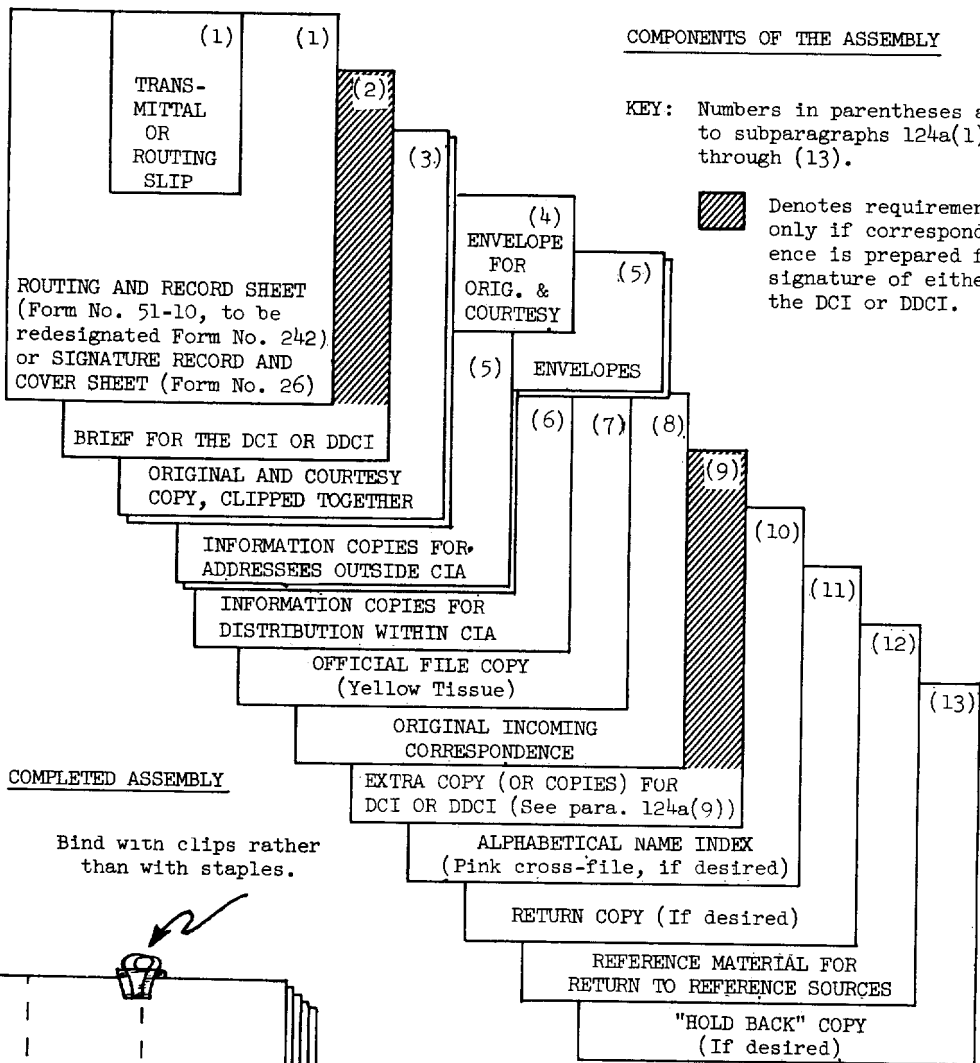 COMPONENTS OF THE ASSEMBLY
KEY: Numbers in parentheses
to subparagraphs 124a(1)
through (13).
Denotes
only if
ence is prepared
signature of
the DCI or DDCI.
(1) (1)
TRANS-
MITTAL
OR
ROUTING
SLIP
ROUTING AND RECORD SHEET
(Form No. 51-10, to be
redesignated Form No. 242)
or SIGNATURE RECORD AND
COVER SHEET (Form No. 26)
(2)
BRIEF FOR THE DCI OR DDCI
(3)
ORIGINAL AND COURTESY
COPY, CLIPPED TOGETHER
(4)
ENVELOPE
FOR
ORIG. &
COURTESY
(5)
ENVELOPES
(5)
INFORMATION COPIES FOR
ADDRESSEES OUTSIDE CIA
(6)
INFORMATION COPIES FOR
DISTRIBUTION WITHIN CIA
(7)
OFFICIAL FILE COPY
(Yellow Tissue)
(8)
ORIGINAL INCOMING
CORRESPONDENCE
(9)
EXTRA COPY (OR COPIES) FOR
DCI OR DDCI (See para. 124a(9))
(10)
ALPHABETICAL NAME INDEX
(Pink cross-file, if desired)
(11)
RETURN COPY (If desired)
(12)
REFERENCE MATERIAL FOR
RETURN TO REFERENCE SOURCES
(13)
"HOLD BACK" COPY
(If desired)
COMPLETED ASSEMBLY
Bind with clips rather
than with staples.